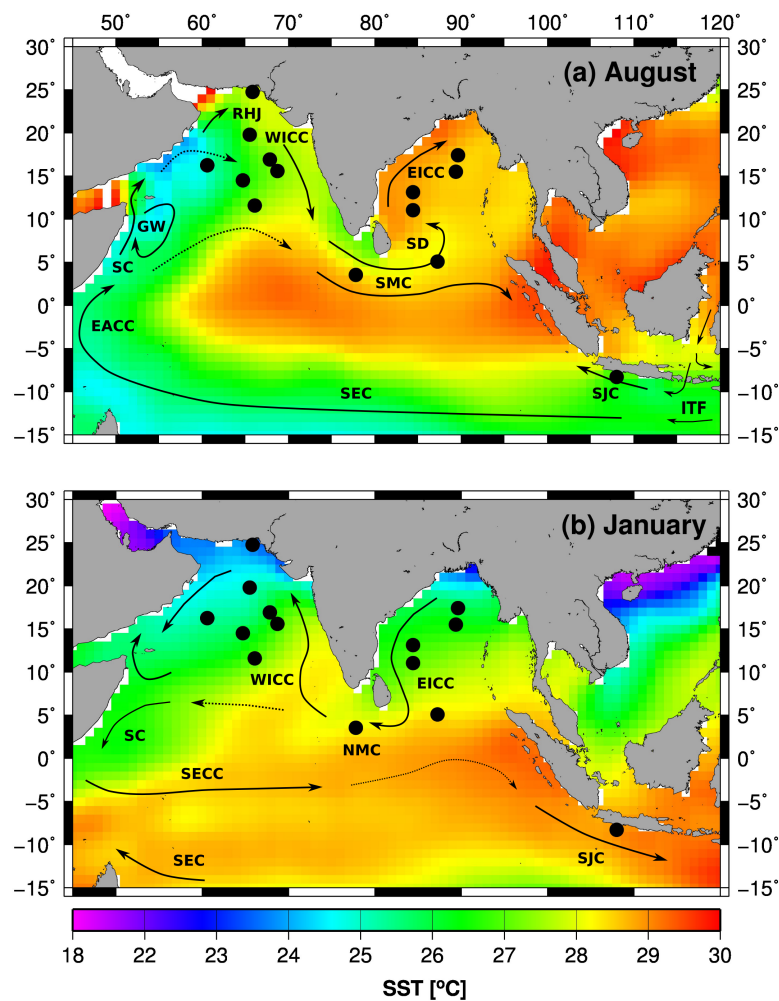 50˚ 60˚ 70˚ 80˚ 90˚ 100˚ 110˚ 120˚
30˚ 30˚
(a) August
25˚ 25˚
RHJ
20˚ 20˚
WICC
EICC
15˚ 15˚
GW
10˚ 10˚
SD
SC
5˚ 5˚
SMC
0˚ 0˚
EACC
−5˚ −5˚
SEC SJC
−10˚ −10˚
ITF
−15˚ −15˚
30˚ 30˚
(b) January
25˚ 25˚
20˚ 20˚
15˚ 15˚
10˚ 10˚
WICC EICC
5˚ 5˚
SC
NMC
0˚ 0˚
SECC
−5˚ −5˚
−10˚ −10˚
SEC SJC
−15˚ −15˚
18 22 23 24 25 26 27 28 29 30
SST [ºC]